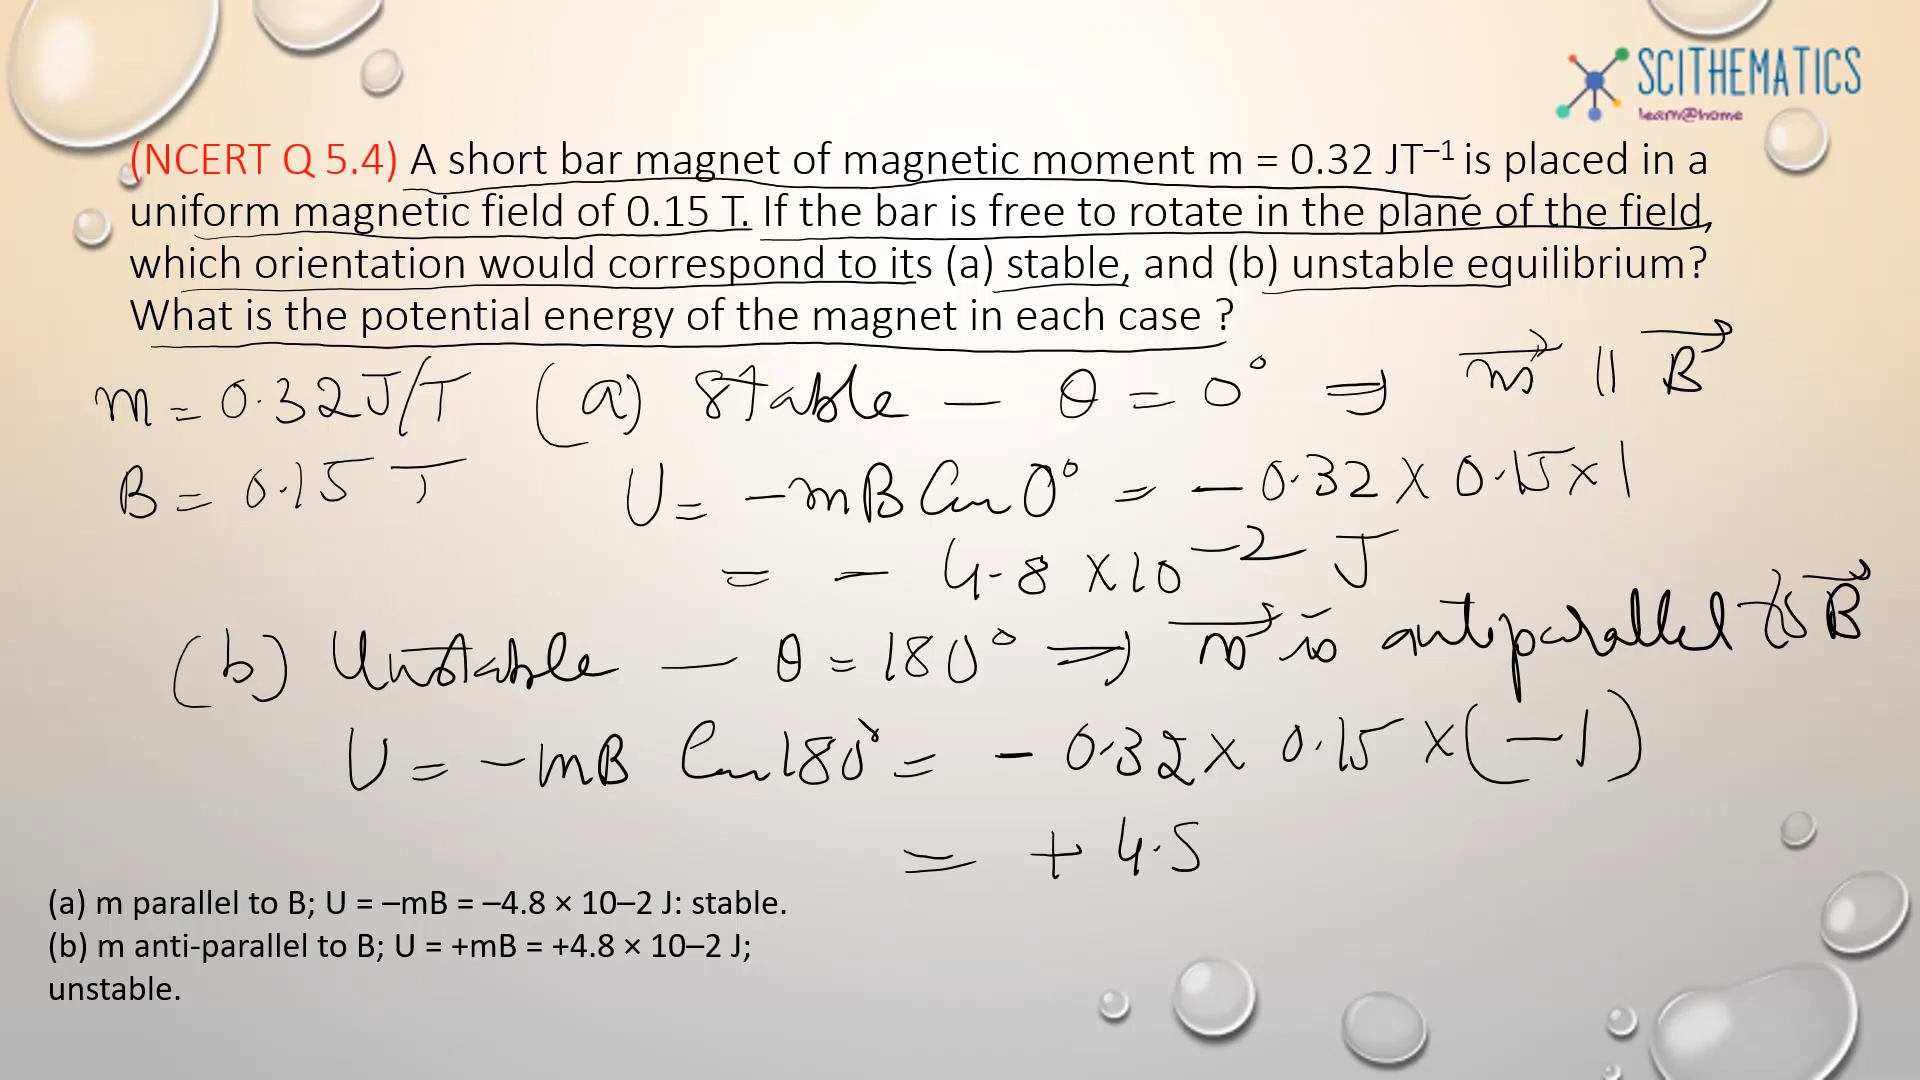 SCITHEMATICS
learn@home
(NCERT Q 5.4) A short bar magnet of magnetic moment m = 0.32 JT⁻¹ is placed in a
uniform magnetic field of 0.15 T. If the bar is free to rotate in the plane of the field,
which orientation would correspond to its (a) stable, and (b) unstable equilibrium?
What is the potential energy of the magnet in each case ?
m = 0.32 J/T (a) Stable — θ = 0° ⇒ m⃗ || B⃗
B = 0.15 T U = -mB Cos 0° = - 0.32 × 0.15 × 1
= - 4.8 × 10⁻² J
(b) Unstable — θ = 180° ⇒ m⃗ is antiparallel to B⃗
U = -mB Cos 180° = - 0.32 × 0.15 × (-1)
= + 4.5
(a) m parallel to B; U = –mB = –4.8 × 10–2 J: stable.
(b) m anti-parallel to B; U = +mB = +4.8 × 10–2 J;
unstable.